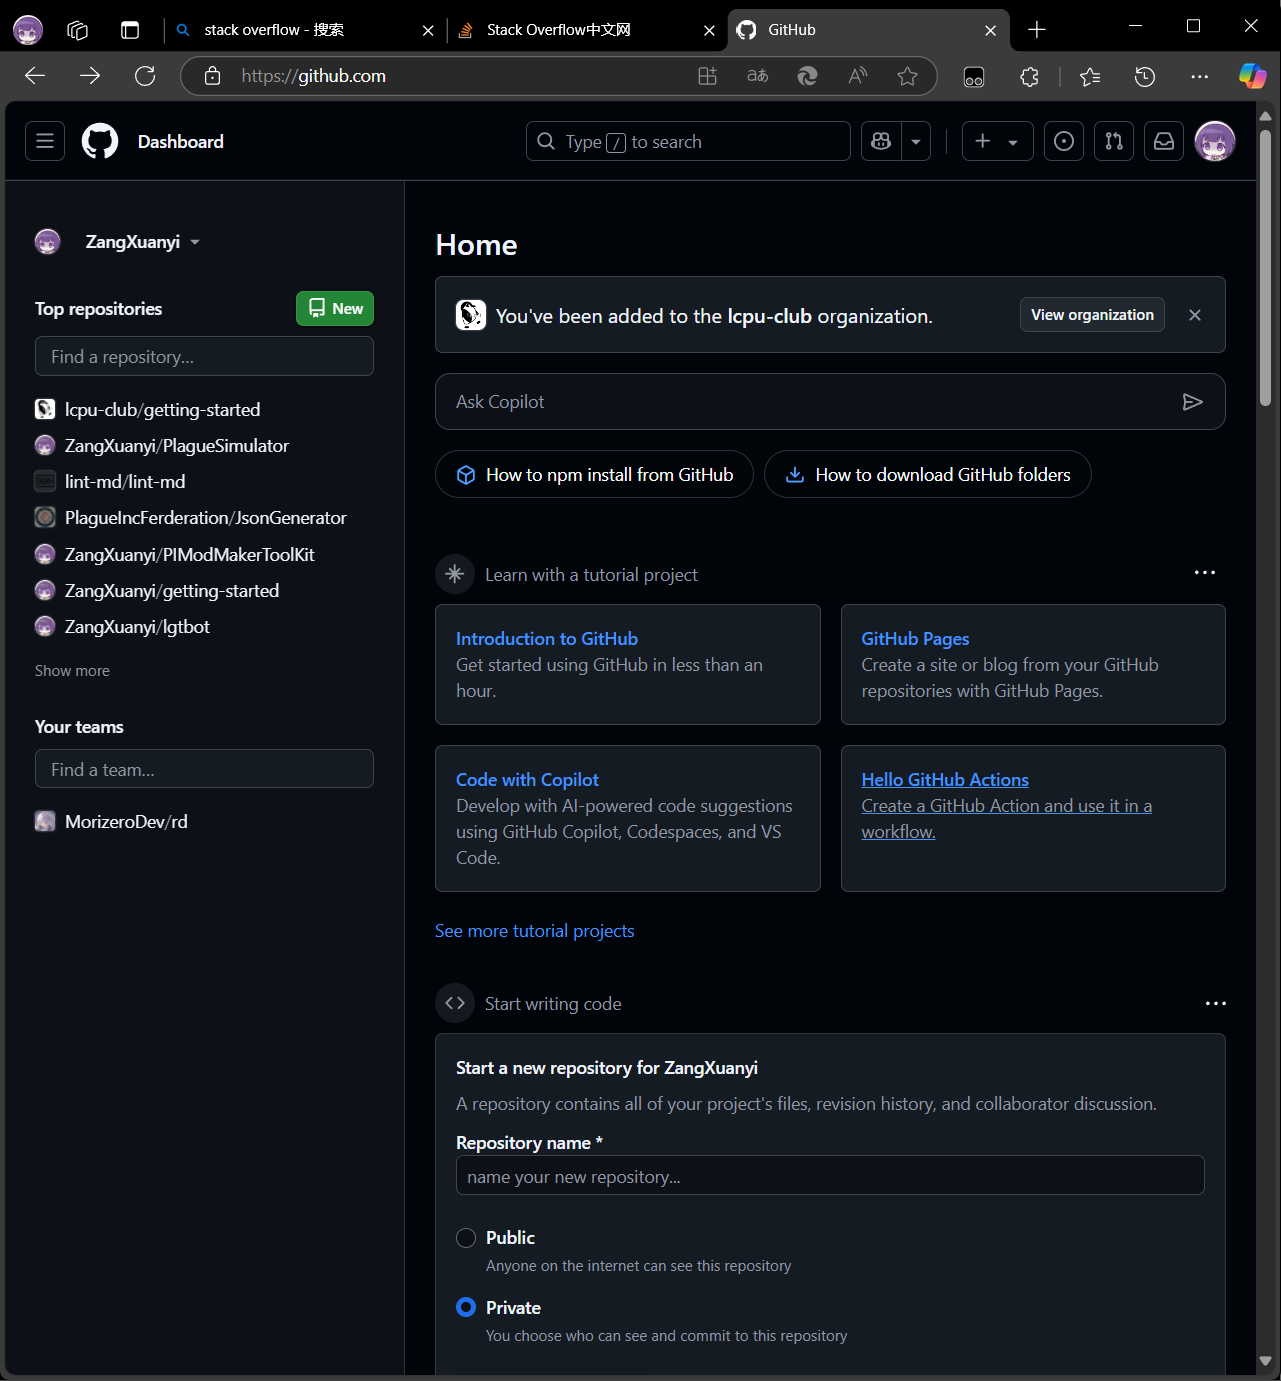 stack overflow - 搜索
Stack Overflow中文网
GitHub
https://github.com
Dashboard
Type / to search
ZangXuanyi
Top repositories
New
Find a repository...
lcpu-club/getting-started
ZangXuanyi/PlagueSimulator
lint-md/lint-md
PlagueIncFerderation/JsonGenerator
ZangXuanyi/PIModMakerToolKit
ZangXuanyi/getting-started
ZangXuanyi/lgtbot
Show more
Your teams
Find a team...
MorizeroDev/rd
Home
You've been added to the lcpu-club organization.
View organization
Ask Copilot
How to npm install from GitHub
How to download GitHub folders
Learn with a tutorial project
Introduction to GitHub
Get started using GitHub in less than an
hour.
GitHub Pages
Create a site or blog from your GitHub
repositories with GitHub Pages.
Code with Copilot
Develop with AI-powered code suggestions
using GitHub Copilot, Codespaces, and VS
Code.
Hello GitHub Actions
Create a GitHub Action and use it in a
workflow.
See more tutorial projects
Start writing code
Start a new repository for ZangXuanyi
A repository contains all of your project's files, revision history, and collaborator discussion.
Repository name *
name your new repository...
Public
Anyone on the internet can see this repository
Private
You choose who can see and commit to this repository